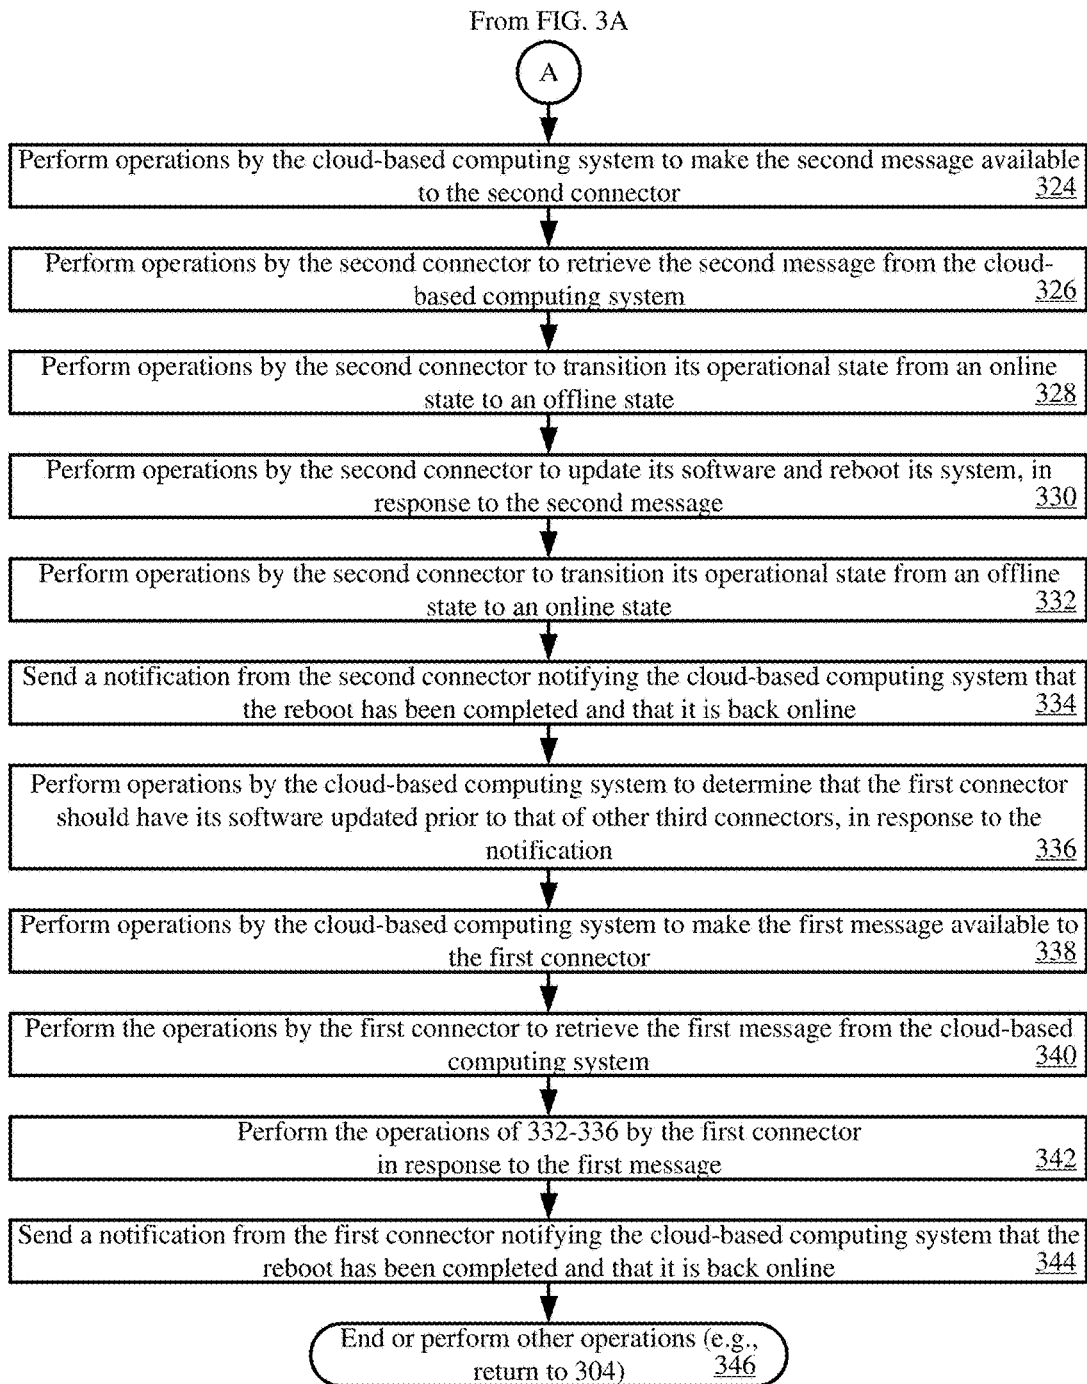 From FIG. 3A
A
Perform operations by the cloud-based computing system to make the second message available
to the second connector 324
Perform operations by the second connector to retrieve the second message from the cloud-
based computing system 326
Perform operations by the second connector to transition its operational state from an online
state to an offline state 328
Perform operations by the second connector to update its software and reboot its system, in
response to the second message 330
Perform operations by the second connector to transition its operational state from an offline
state to an online state 332
Send a notification from the second connector notifying the cloud-based computing system that
the reboot has been completed and that it is back online 334
Perform operations by the cloud-based computing system to determine that the first connector
should have its software updated prior to that of other third connectors, in response to the
notification 336
Perform operations by the cloud-based computing system to make the first message available to
the first connector 338
Perform the operations by the first connector to retrieve the first message from the cloud-based
computing system 340
Perform the operations of 332-336 by the first connector
in response to the first message 342
Send a notification from the first connector notifying the cloud-based computing system that the
reboot has been completed and that it is back online 344
End or perform other operations (e.g.,
return to 304) 346